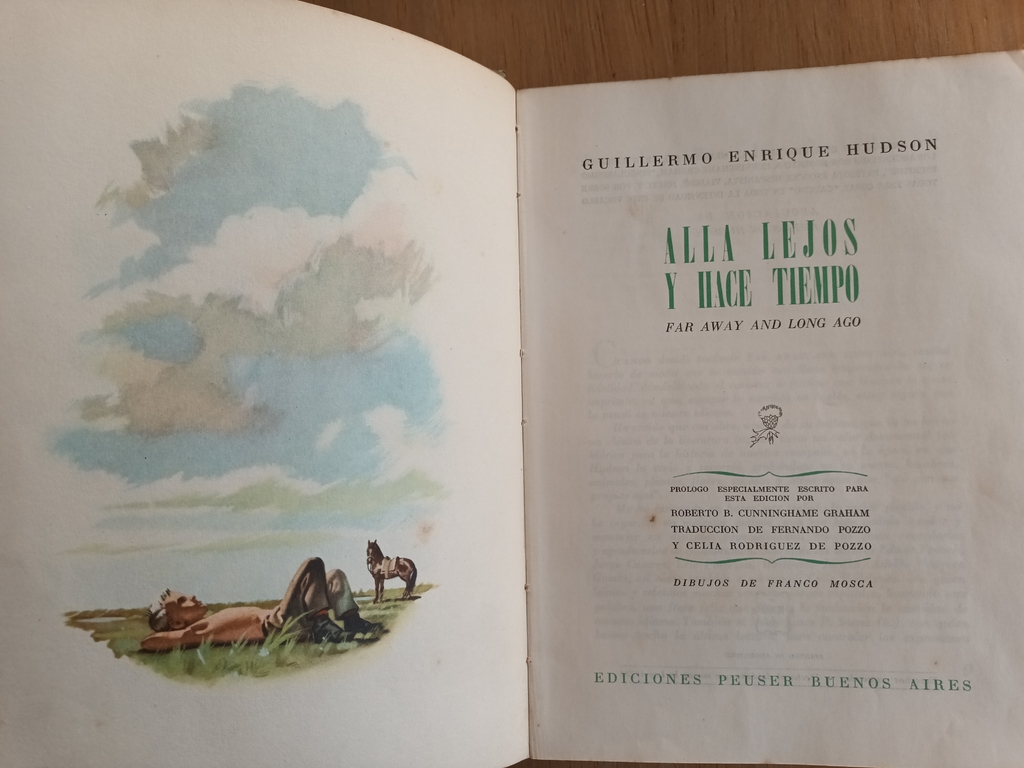 GUILLERMO ENRIQUE HUDSON
ALLA LEJOS
Y HACE TIEMPO
FAR AWAY AND LONG AGO
PROLOGO ESPECIALMENTE ESCRITO PARA
ESTA EDICION POR
ROBERTO B. CUNNINGHAME GRAHAM
TRADUCCION DE FERNANDO POZZO
Y CELIA RODRIGUEZ DE POZZO
DIBUJOS DE FRANCO MOSCA
EDICIONES PEUSER BUENOS AIRES